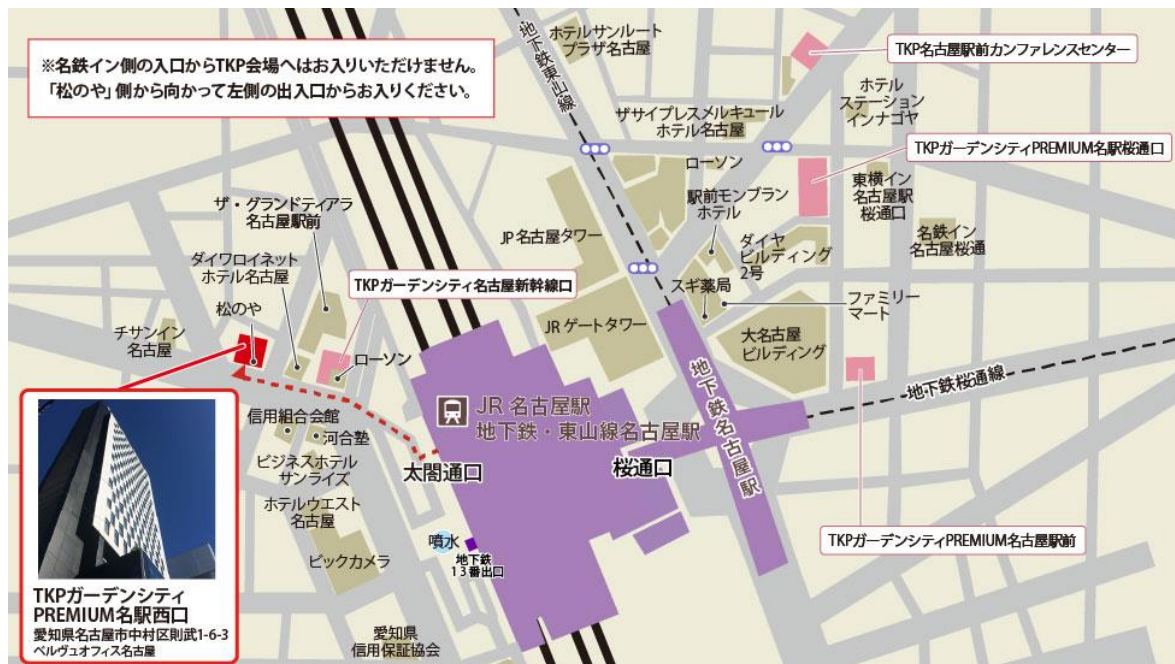 ※名鉄イン側の入口からTKP会場へはお入りいただけません。
「松のや」側から向かって左側の出入口からお入りください。
地下鉄東山線
ホテルサンルート
プラザ名古屋
TKP名古屋駅前カンファレンスセンター
ザサイプレスメルキュール
ホテル名古屋
ホテル
ステーション
インナゴヤ
TKPガーデンシティPREMIUM名駅桜通口
ローソン
駅前モンブラン
ホテル
東横イン
名古屋駅
桜通口
ザ・グランドティアラ
名古屋駅前
JP名古屋タワー
ダイヤ
ビルディング
2号
名鉄イン
名古屋桜通
ダイワロイネット
ホテル名古屋
TKPガーデンシティ名古屋新幹線口
スギ薬局
ファミリー
マート
松のや
チサンイン
名古屋
ローソン
JRゲートタワー
大名古屋
ビルディング
地下鉄桜通線
JR名古屋駅
地下鉄・東山線名古屋駅
地下鉄名古屋駅
信用組合会館
河合塾
太閤通口
桜通口
ビジネスホテル
サンライズ
ホテルウエスト
名古屋
噴水
地下鉄
13番出口
ビックカメラ
TKPガーデンシティPREMIUM名古屋駅前
TKPガーデンシティ
PREMIUM名駅西口
愛知県名古屋市中村区則武1-6-3
ベルヴュオフィス名古屋
愛知県
信用保証協会